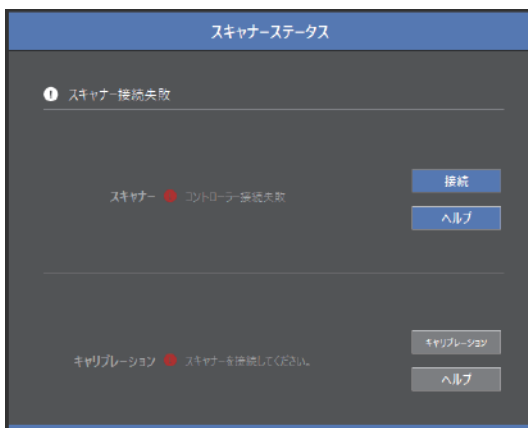 スキャナーステータス
スキャナー接続失敗
スキャナー コントローラー接続失敗
接続
ヘルプ
キャリブレーション スキャナーを接続してください。
キャリブレーション
ヘルプ